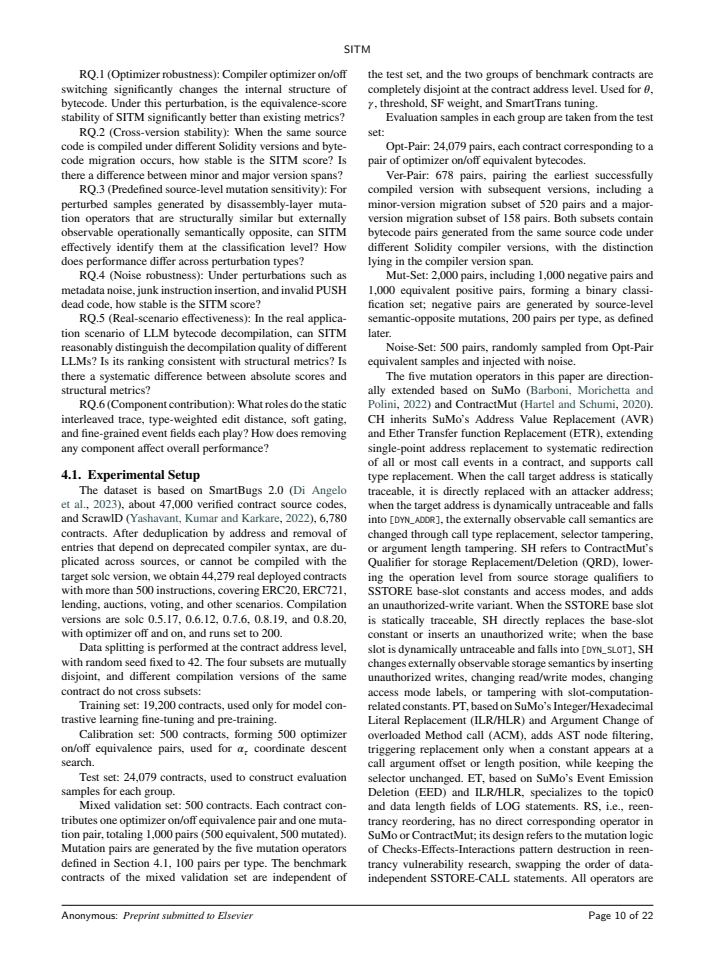 SITM
RQ.1 (Optimizer robustness): Compiler optimizer on/off
switching significantly changes the internal structure of
bytecode. Under this perturbation, is the equivalence-score
stability of SITM significantly better than existing metrics?
RQ.2 (Cross-version stability): When the same source
code is compiled under different Solidity versions and byte-
code migration occurs, how stable is the SITM score? Is
there a difference between minor and major version spans?
RQ.3 (Predefined source-level mutation sensitivity): For
perturbed samples generated by disassembly-layer muta-
tion operators that are structurally similar but externally
observable operationally semantically opposite, can SITM
effectively identify them at the classification level? How
does performance differ across perturbation types?
RQ.4 (Noise robustness): Under perturbations such as
metadata noise, junk instruction insertion, and invalid PUSH
dead code, how stable is the SITM score?
RQ.5 (Real-scenario effectiveness): In the real applica-
tion scenario of LLM bytecode decompilation, can SITM
reasonably distinguish the decompilation quality of different
LLMs? Is its ranking consistent with structural metrics? Is
there a systematic difference between absolute scores and
structural metrics?
RQ.6 (Component contribution): What roles do the static
interleaved trace, type-weighted edit distance, soft gating,
and fine-grained event fields each play? How does removing
any component affect overall performance?
4.1. Experimental Setup
The dataset is based on SmartBugs 2.0 (Di Angelo
et al., 2023), about 47,000 verified contract source codes,
and ScrawlD (Yashavant, Kumar and Karkare, 2022), 6,780
contracts. After deduplication by address and removal of
entries that depend on deprecated compiler syntax, are du-
plicated across sources, or cannot be compiled with the
target solc version, we obtain 44,279 real deployed contracts
with more than 500 instructions, covering ERC20, ERC721,
lending, auctions, voting, and other scenarios. Compilation
versions are solc 0.5.17, 0.6.12, 0.7.6, 0.8.19, and 0.8.20,
with optimizer off and on, and runs set to 200.
Data splitting is performed at the contract address level,
with random seed fixed to 42. The four subsets are mutually
disjoint, and different compilation versions of the same
contract do not cross subsets:
Training set: 19,200 contracts, used only for model con-
trastive learning fine-tuning and pre-training.
Calibration set: 500 contracts, forming 500 optimizer
on/off equivalence pairs, used for ατ coordinate descent
search.
Test set: 24,079 contracts, used to construct evaluation
samples for each group.
Mixed validation set: 500 contracts. Each contract con-
tributes one optimizer on/off equivalence pair and one muta-
tion pair, totaling 1,000 pairs (500 equivalent, 500 mutated).
Mutation pairs are generated by the five mutation operators
defined in Section 4.1, 100 pairs per type. The benchmark
contracts of the mixed validation set are independent of
the test set, and the two groups of benchmark contracts are
completely disjoint at the contract address level. Used for θ,
γ, threshold, SF weight, and SmartTrans tuning.
Evaluation samples in each group are taken from the test
set:
Opt-Pair: 24,079 pairs, each contract corresponding to a
pair of optimizer on/off equivalent bytecodes.
Ver-Pair: 678 pairs, pairing the earliest successfully
compiled version with subsequent versions, including a
minor-version migration subset of 520 pairs and a major-
version migration subset of 158 pairs. Both subsets contain
bytecode pairs generated from the same source code under
different Solidity compiler versions, with the distinction
lying in the compiler version span.
Mut-Set: 2,000 pairs, including 1,000 negative pairs and
1,000 equivalent positive pairs, forming a binary classi-
fication set; negative pairs are generated by source-level
semantic-opposite mutations, 200 pairs per type, as defined
later.
Noise-Set: 500 pairs, randomly sampled from Opt-Pair
equivalent samples and injected with noise.
The five mutation operators in this paper are direction-
ally extended based on SuMo (Barboni, Morichetta and
Polini, 2022) and ContractMut (Hartel and Schumi, 2020).
CH inherits SuMo's Address Value Replacement (AVR)
and Ether Transfer function Replacement (ETR), extending
single-point address replacement to systematic redirection
of all or most call events in a contract, and supports call
type replacement. When the call target address is statically
traceable, it is directly replaced with an attacker address;
when the target address is dynamically untraceable and falls
into [DYN_ADDR], the externally observable call semantics are
changed through call type replacement, selector tampering,
or argument length tampering. SH refers to ContractMut's
Qualifier for storage Replacement/Deletion (QRD), lower-
ing the operation level from source storage qualifiers to
SSTORE base-slot constants and access modes, and adds
an unauthorized-write variant. When the SSTORE base slot
is statically traceable, SH directly replaces the base-slot
constant or inserts an unauthorized write; when the base
slot is dynamically untraceable and falls into [DYN_SLOT], SH
changes externally observable storage semantics by inserting
unauthorized writes, changing read/write modes, changing
access mode labels, or tampering with slot-computation-
related constants. PT, based on SuMo's Integer/Hexadecimal
Literal Replacement (ILR/HLR) and Argument Change of
overloaded Method call (ACM), adds AST node filtering,
triggering replacement only when a constant appears at a
call argument offset or length position, while keeping the
selector unchanged. ET, based on SuMo's Event Emission
Deletion (EED) and ILR/HLR, specializes to the topic0
and data length fields of LOG statements. RS, i.e., reen-
trancy reordering, has no direct corresponding operator in
SuMo or ContractMut; its design refers to the mutation logic
of Checks-Effects-Interactions pattern destruction in reen-
trancy vulnerability research, swapping the order of data-
independent SSTORE-CALL statements. All operators are
Anonymous: Preprint submitted to Elsevier
Page 10 of 22